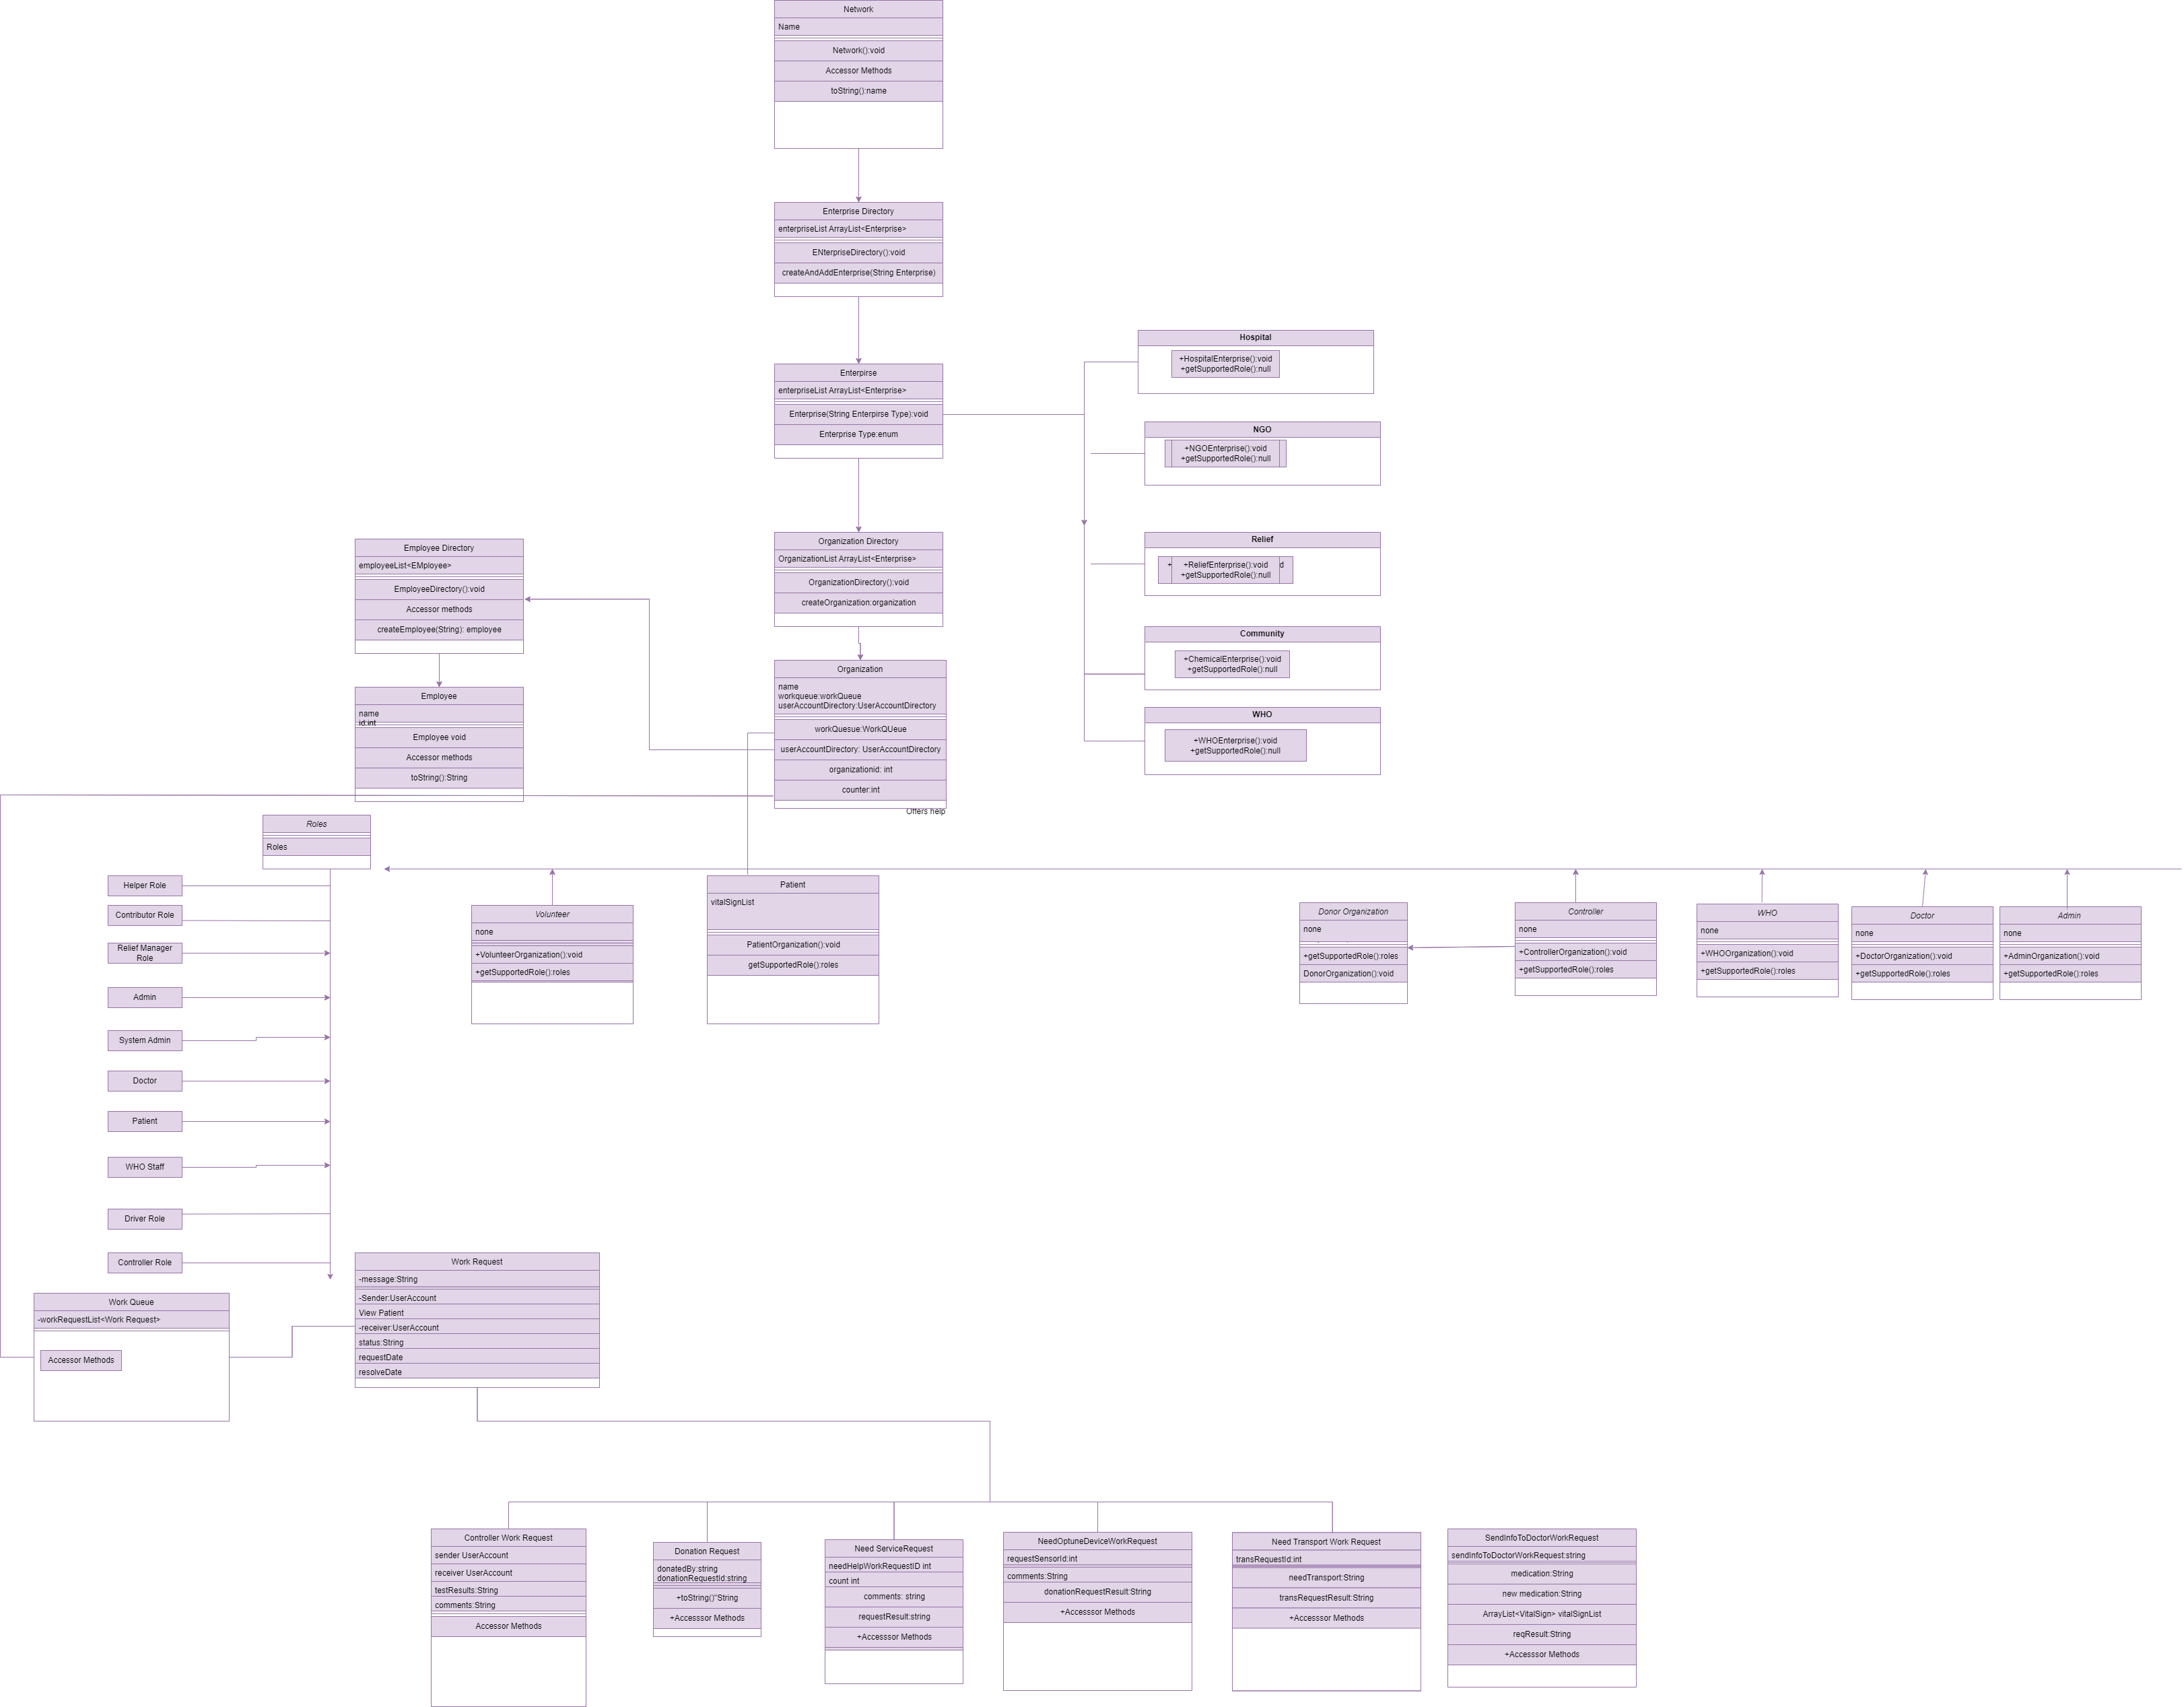 Network
Name
Network():void
Accessor Methods
toString():name
Enterprise Directory
enterpriseList ArrayList<Enterprise>
ENterpriseDirectory():void
createAndAddEnterprise(String Enterprise)
Enterpirse
enterpriseList ArrayList<Enterprise>
Enterprise(String Enterpirse Type):void
Enterprise Type:enum
Hospital
+HospitalEnterprise():void
+getSupportedRole():null
NGO
+NGOEnterprise():void
+getSupportedRole():null
Relief
+ReliefEnterprise():void
+getSupportedRole():null
Community
+ChemicalEnterprise():void
+getSupportedRole():null
WHO
+WHOEnterprise():void
+getSupportedRole():null
Organization Directory
OrganizationList ArrayList<Enterprise>
OrganizationDirectory():void
createOrganization:organization
Employee Directory
employeeList<EMployee>
EmployeeDirectory():void
Accessor methods
createEmployee(String): employee
Employee
name
id:int
Employee void
Accessor methods
toString():String
Organization
name
workqueue:workQueue
userAccountDirectory:UserAccountDirectory
workQuesue:WorkQUeue
userAccountDirectory: UserAccountDirectory
organizationid: int
counter:int
Offers help
Roles
Roles
Helper Role
Contributor Role
Relief Manager
Role
Admin
System Admin
Doctor
Patient
WHO Staff
Driver Role
Controller Role
Volunteer
none
+VolunteerOrganization():void
+getSupportedRole():roles
Patient
vitalSignList
PatientOrganization():void
getSupportedRole():roles
Donor Organization
none
+getSupportedRole():roles
DonorOrganization():void
Controller
none
+ControllerOrganization():void
+getSupportedRole():roles
WHO
none
+WHOOrganization():void
+getSupportedRole():roles
Doctor
none
+DoctorOrganization():void
+getSupportedRole():roles
Admin
none
+AdminOrganization():void
+getSupportedRole():roles
Work Queue
-workRequestList<Work Request>
Accessor Methods
Work Request
-message:String
-Sender:UserAccount
View Patient
-receiver:UserAccount
status:String
requestDate
resolveDate
Controller Work Request
sender UserAccount
receiver UserAccount
testResults:String
comments:String
Accessor Methods
Donation Request
donatedBy:string
donationRequestId:string
+toString()"String
+Accesssor Methods
Need ServiceRequest
needHelpWorkRequestID int
count int
comments: string
requestResult:string
+Accesssor Methods
NeedOptuneDeviceWorkRequest
requestSensorId:int
comments:String
donationRequestResult:String
+Accesssor Methods
Need Transport Work Request
transRequestId:int
needTransport:String
transRequestResult:String
+Accesssor Methods
SendInfoToDoctorWorkRequest
sendInfoToDoctorWorkRequest:string
medication:String
new medication:String
ArrayList<VitalSign> vitalSignList
reqResult:String
+Accesssor Methods